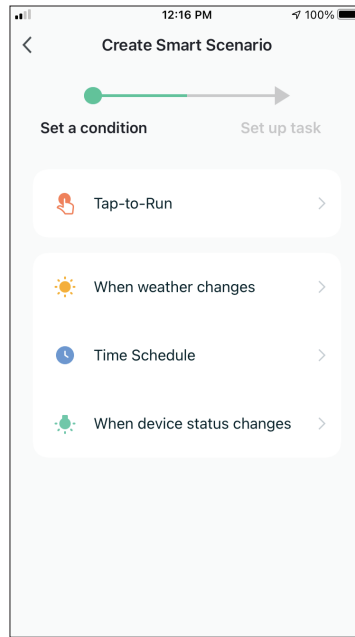 12:16 PM 100%
Create Smart Scenario
Set a condition Set up task
Tap-to-Run
When weather changes
Time Schedule
When device status changes